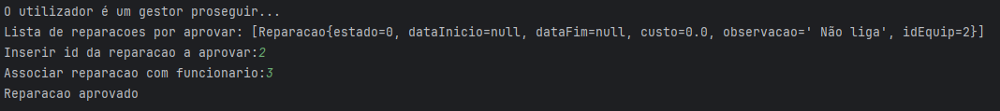 O utilizador é um gestor proseguir...
Lista de reparacoes por aprovar: [Reparacao{estado=0, dataInicio=null, dataFim=null, custo=0.0, observacao=' Não liga', idEquip=2}]
Inserir id da reparacao a aprovar:2
Associar reparacao com funcionario:3
Reparacao aprovado